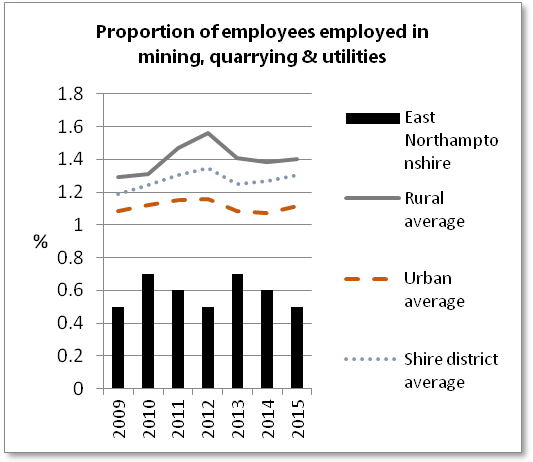 Proportion of employees employed in
mining, quarrying & utilities
1.8
1.6
1.4
1.2
1
0.8
0.6
0.4
0.2
0
%
2009
2010
2011
2012
2013
2014
2015
East
Northampto
nshire
Rural
average
Urban
average
Shire district
average